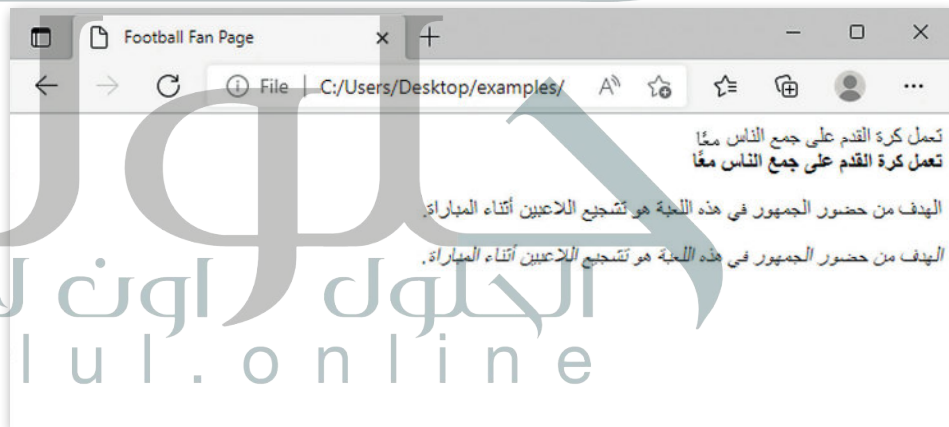 Football Fan Page
File | C:/Users/Desktop/examples/
تعمل كرة القدم على جمع الناس معًا
تعمل كرة القدم على جمع الناس معًا
الهدف من حضور الجمهور في هذه اللعبة هو تشجيع اللاعبين أثناء المباراة.
الهدف من حضور الجمهور في هذه اللعبة هو تشجيع اللاعبين أثناء المباراة.
حلول
الحلول اون ل
lul.online